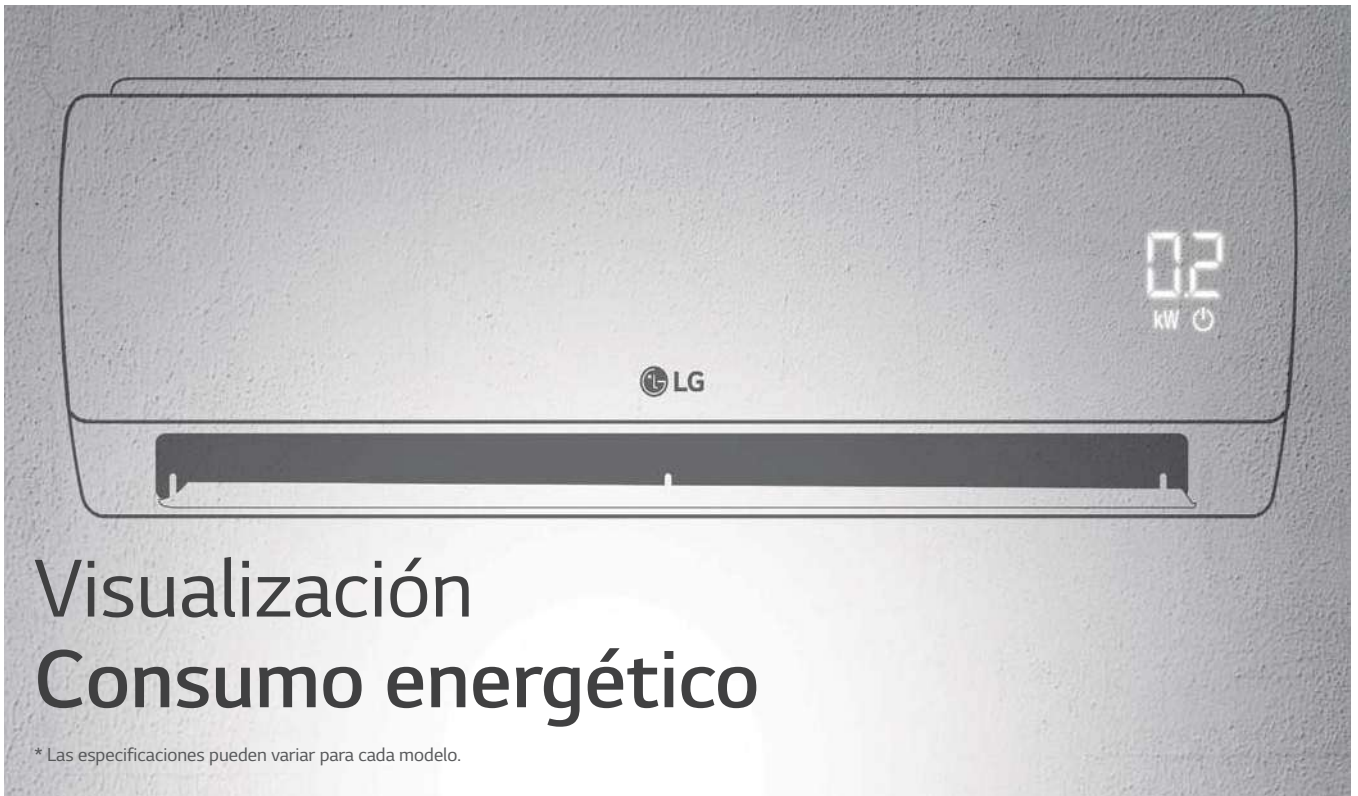 0.2
kW
LG
Visualización
Consumo energético
* Las especificaciones pueden variar para cada modelo.